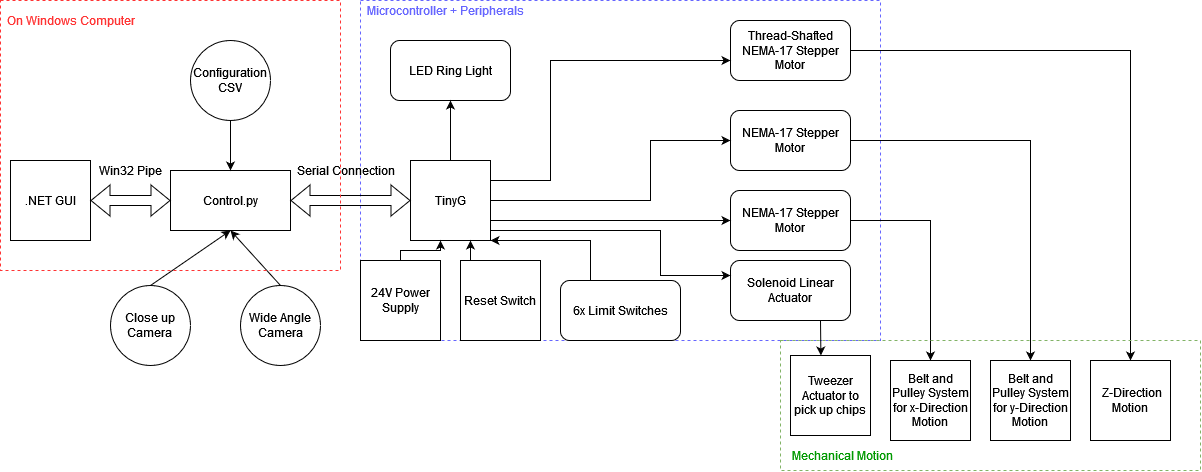 On Windows Computer
Microcontroller + Peripherals
Configuration
CSV
LED Ring Light
Thread-Shafted
NEMA-17 Stepper
Motor
NEMA-17 Stepper
Motor
Win32 Pipe
Serial Connection
.NET GUI
Control.py
TinyG
NEMA-17 Stepper
Motor
24V Power
Supply
Reset Switch
6x Limit Switches
Solenoid Linear
Actuator
Close up
Camera
Wide Angle
Camera
Tweezer
Actuator to
pick up chips
Belt and
Pulley System
for x-Direction
Motion
Belt and
Pulley System
for y-Direction
Motion
Z-Direction
Motion
Mechanical Motion